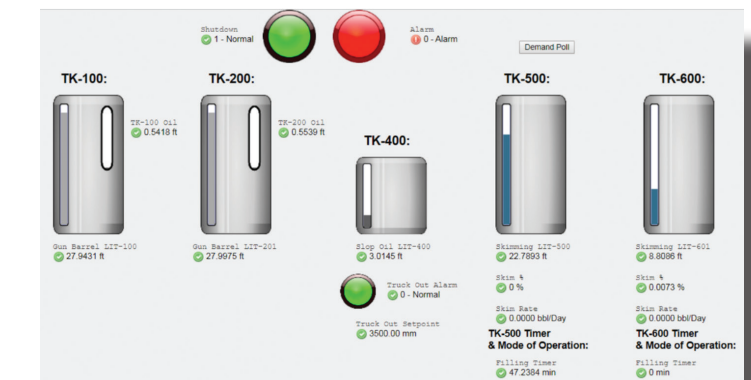 Shutdown
1 - Normal
Alarm
0 - Alarm
Demand Poll
TK-100:
TK-200:
TK-500:
TK-600:
TK-100 Oil
0.5418 ft
TK-200 Oil
0.5539 ft
TK-400:
Gun Barrel LIT-100
27.9431 ft
Gun Barrel LIT-201
27.9975 ft
Slop Oil LIT-400
3.0145 ft
Skimming LIT-500
22.7893 ft
Skimming LIT-601
8.8086 ft
Truck Out Alarm
0 - Normal
Skim %
0 %
Skim %
0.0073 %
Truck Out Setpoint
3500.00 mm
Skim Rate
0.0000 bbl/Day
Skim Rate
0.0000 bbl/Day
TK-500 Timer
& Mode of Operation:
TK-600 Timer
& Mode of Operation:
Filling Timer
47.2384 min
Filling Timer
0 min